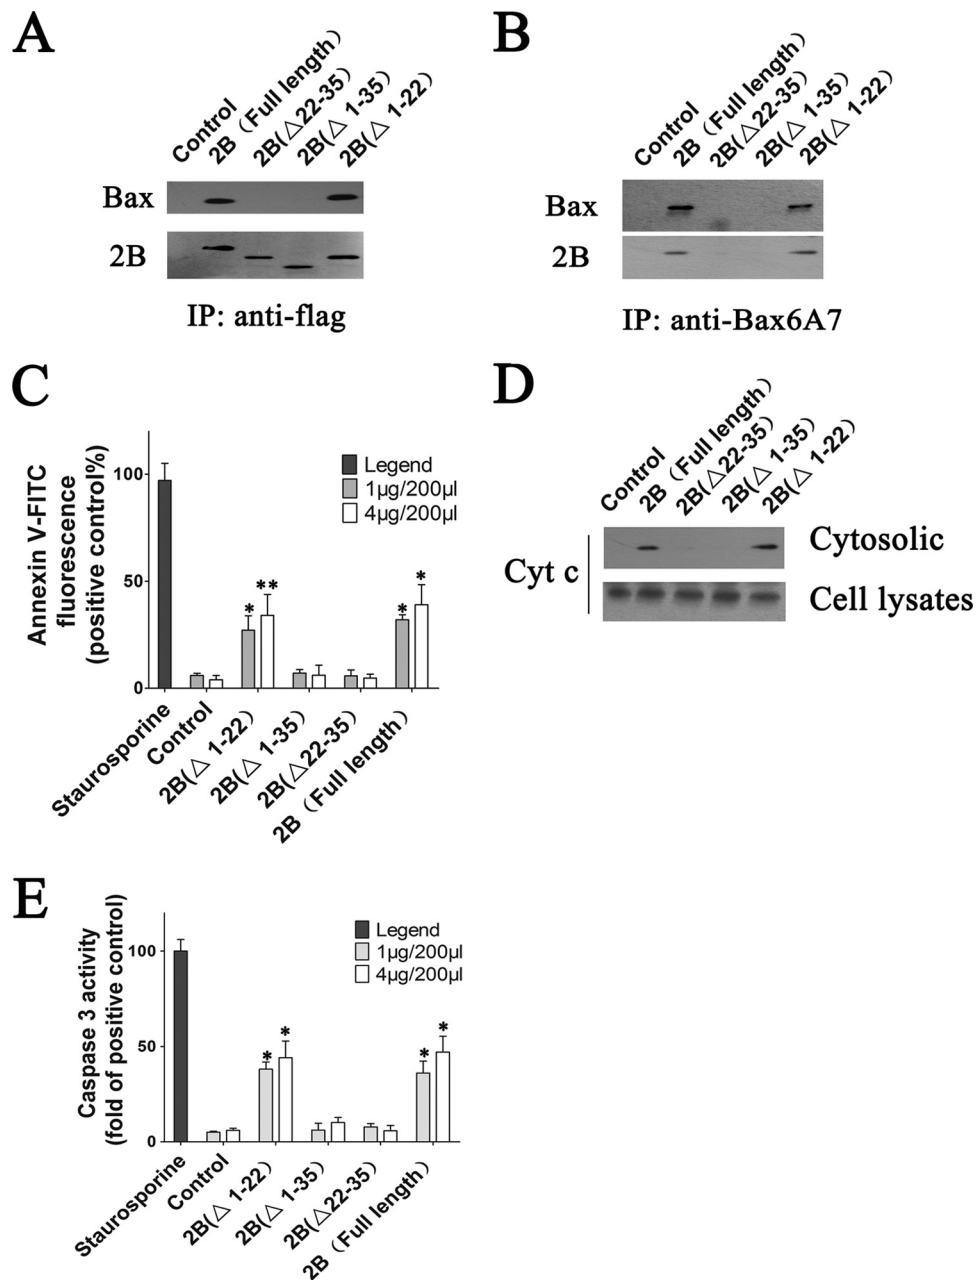 A
Control
2B（Full length）
2B(△22-35）
2B(△ 1-35）
2B(△ 1-22）
Bax
2B
IP: anti-flag
B
Control
2B（Full length）
2B(△22-35）
2B(△ 1-35）
2B(△ 1-22）
Bax
2B
IP: anti-Bax6A7
C
Annexin V-FITC
fluorescence
(positive control%)
100
50
0
Legend
1µg/200µl
4µg/200µl
*
**
*
*
Staurosporine
Control
2B(△ 1-22）
2B(△ 1-35）
2B(△22-35）
2B（Full length）
D
Control
2B（Full length）
2B(△22-35）
2B(△ 1-35）
2B(△ 1-22）
Cyt c
Cytosolic
Cell lysates
E
Caspase 3 activity
(fold of positive control)
100
50
0
Legend
1µg/200µl
4µg/200µl
*
*
*
*
Staurosporine
Control
2B(△ 1-22）
2B(△ 1-35）
2B(△22-35）
2B（Full length）